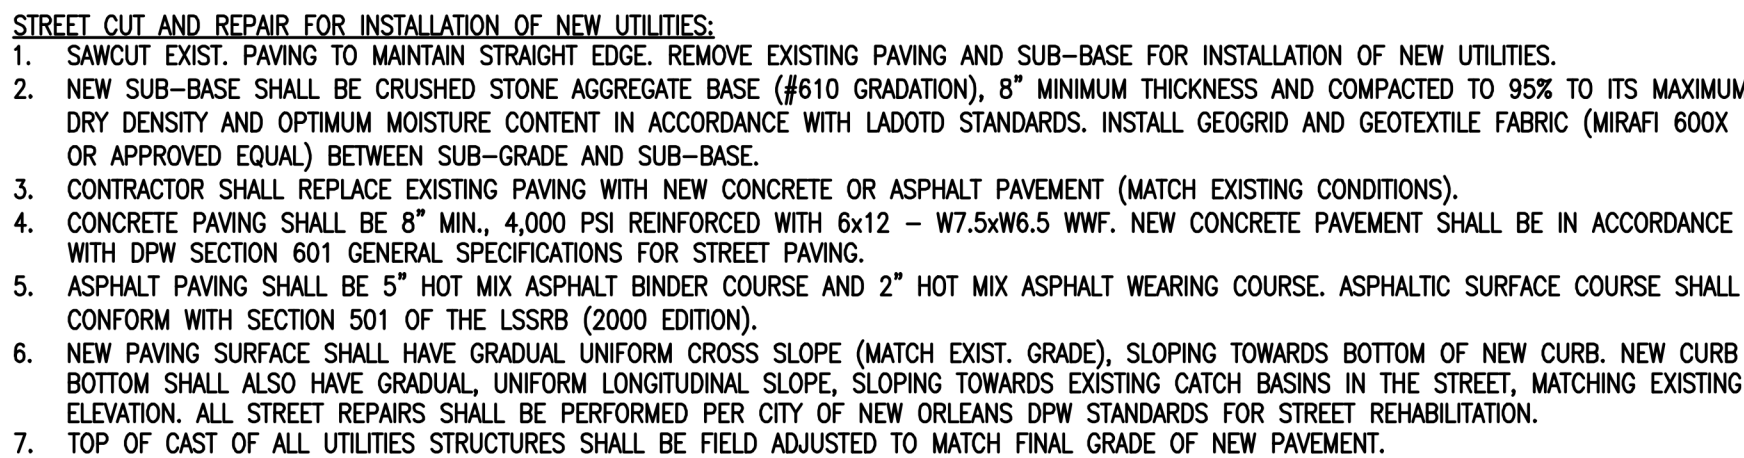 STREET CUT AND REPAIR FOR INSTALLATION OF NEW UTILITIES:
1. SAWCUT EXIST. PAVING TO MAINTAIN STRAIGHT EDGE. REMOVE EXISTING PAVING AND SUB-BASE FOR INSTALLATION OF NEW UTILITIES.
2. NEW SUB-BASE SHALL BE CRUSHED STONE AGGREGATE BASE (#610 GRADATION), 8" MINIMUM THICKNESS AND COMPACTED TO 95% TO ITS MAXIMUM
DRY DENSITY AND OPTIMUM MOISTURE CONTENT IN ACCORDANCE WITH LADOTD STANDARDS. INSTALL GEOGRID AND GEOTEXTILE FABRIC (MIRAFI 600X
OR APPROVED EQUAL) BETWEEN SUB-GRADE AND SUB-BASE.
3. CONTRACTOR SHALL REPLACE EXISTING PAVING WITH NEW CONCRETE OR ASPHALT PAVEMENT (MATCH EXISTING CONDITIONS).
4. CONCRETE PAVING SHALL BE 8" MIN., 4,000 PSI REINFORCED WITH 6x12 - W7.5xW6.5 WWF. NEW CONCRETE PAVEMENT SHALL BE IN ACCORDANCE
WITH DPW SECTION 601 GENERAL SPECIFICATIONS FOR STREET PAVING.
5. ASPHALT PAVING SHALL BE 5" HOT MIX ASPHALT BINDER COURSE AND 2" HOT MIX ASPHALT WEARING COURSE. ASPHALTIC SURFACE COURSE SHALL
CONFORM WITH SECTION 501 OF THE LSSRB (2000 EDITION).
6. NEW PAVING SURFACE SHALL HAVE GRADUAL UNIFORM CROSS SLOPE (MATCH EXIST. GRADE), SLOPING TOWARDS BOTTOM OF NEW CURB. NEW CURB
BOTTOM SHALL ALSO HAVE GRADUAL, UNIFORM LONGITUDINAL SLOPE, SLOPING TOWARDS EXISTING CATCH BASINS IN THE STREET, MATCHING EXISTING
ELEVATION. ALL STREET REPAIRS SHALL BE PERFORMED PER CITY OF NEW ORLEANS DPW STANDARDS FOR STREET REHABILITATION.
7. TOP OF CAST OF ALL UTILITIES STRUCTURES SHALL BE FIELD ADJUSTED TO MATCH FINAL GRADE OF NEW PAVEMENT.